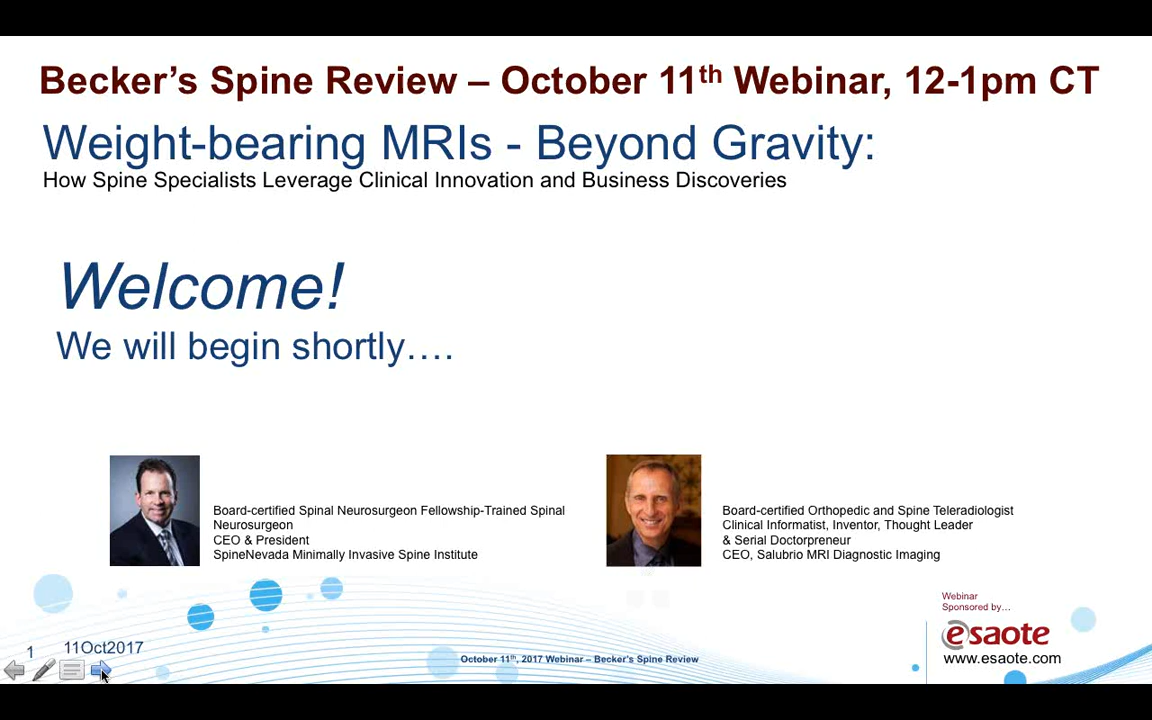 Becker’s Spine Review – October 11th Webinar, 12-1pm CT
Weight-bearing MRIs - Beyond Gravity:
How Spine Specialists Leverage Clinical Innovation and Business Discoveries
Welcome!
We will begin shortly….
Board-certified Spinal Neurosurgeon Fellowship-Trained Spinal
Neurosurgeon
CEO & President
SpineNevada Minimally Invasive Spine Institute
Board-certified Orthopedic and Spine Teleradiologist
Clinical Informatist, Inventor, Thought Leader
& Serial Doctorpreneur
CEO, Salubrio MRI Diagnostic Imaging
Webinar
Sponsored by…
esaote
www.esaote.com
1
11Oct2017
October 11th, 2017 Webinar – Becker's Spine Review